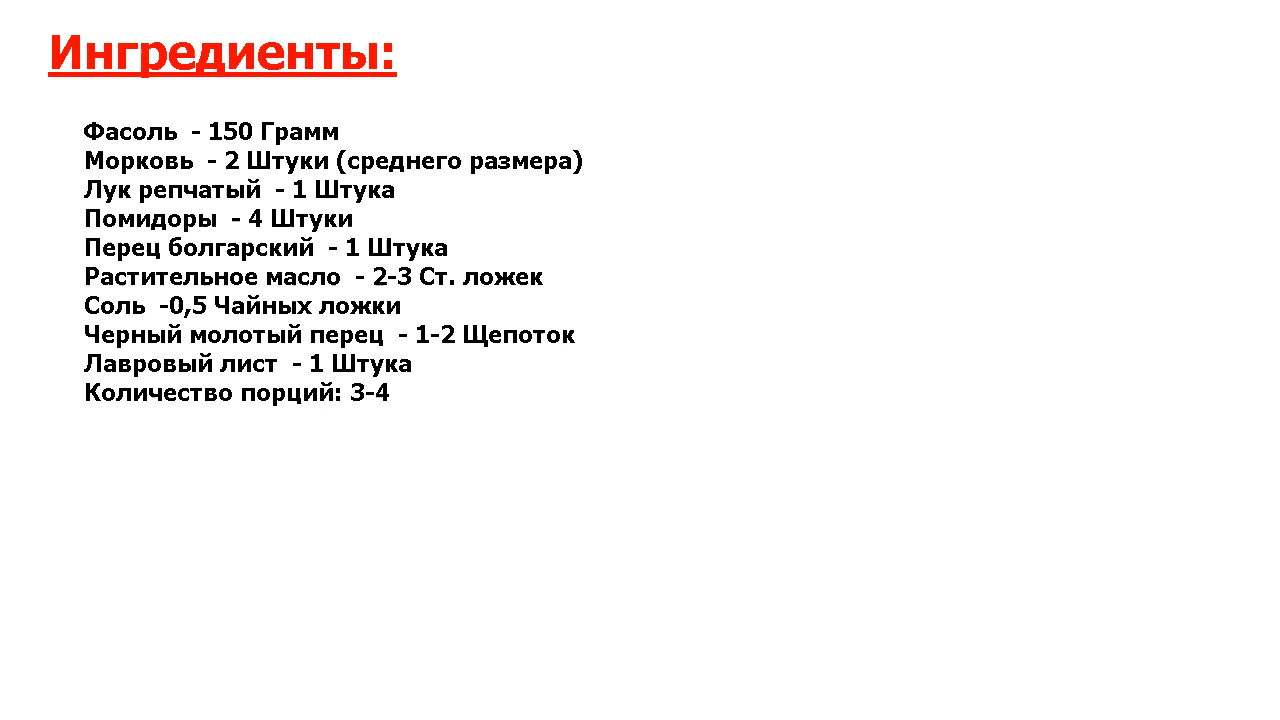 Ингредиенты:
Фасоль  - 150 Грамм
Морковь  - 2 Штуки (среднего размера)
Лук репчатый  - 1 Штука
Помидоры  - 4 Штуки
Перец болгарский  - 1 Штука
Растительное масло  - 2-3 Ст. ложек
Соль  -0,5 Чайных ложки
Черный молотый перец  - 1-2 Щепоток
Лавровый лист  - 1 Штука
Количество порций: 3-4